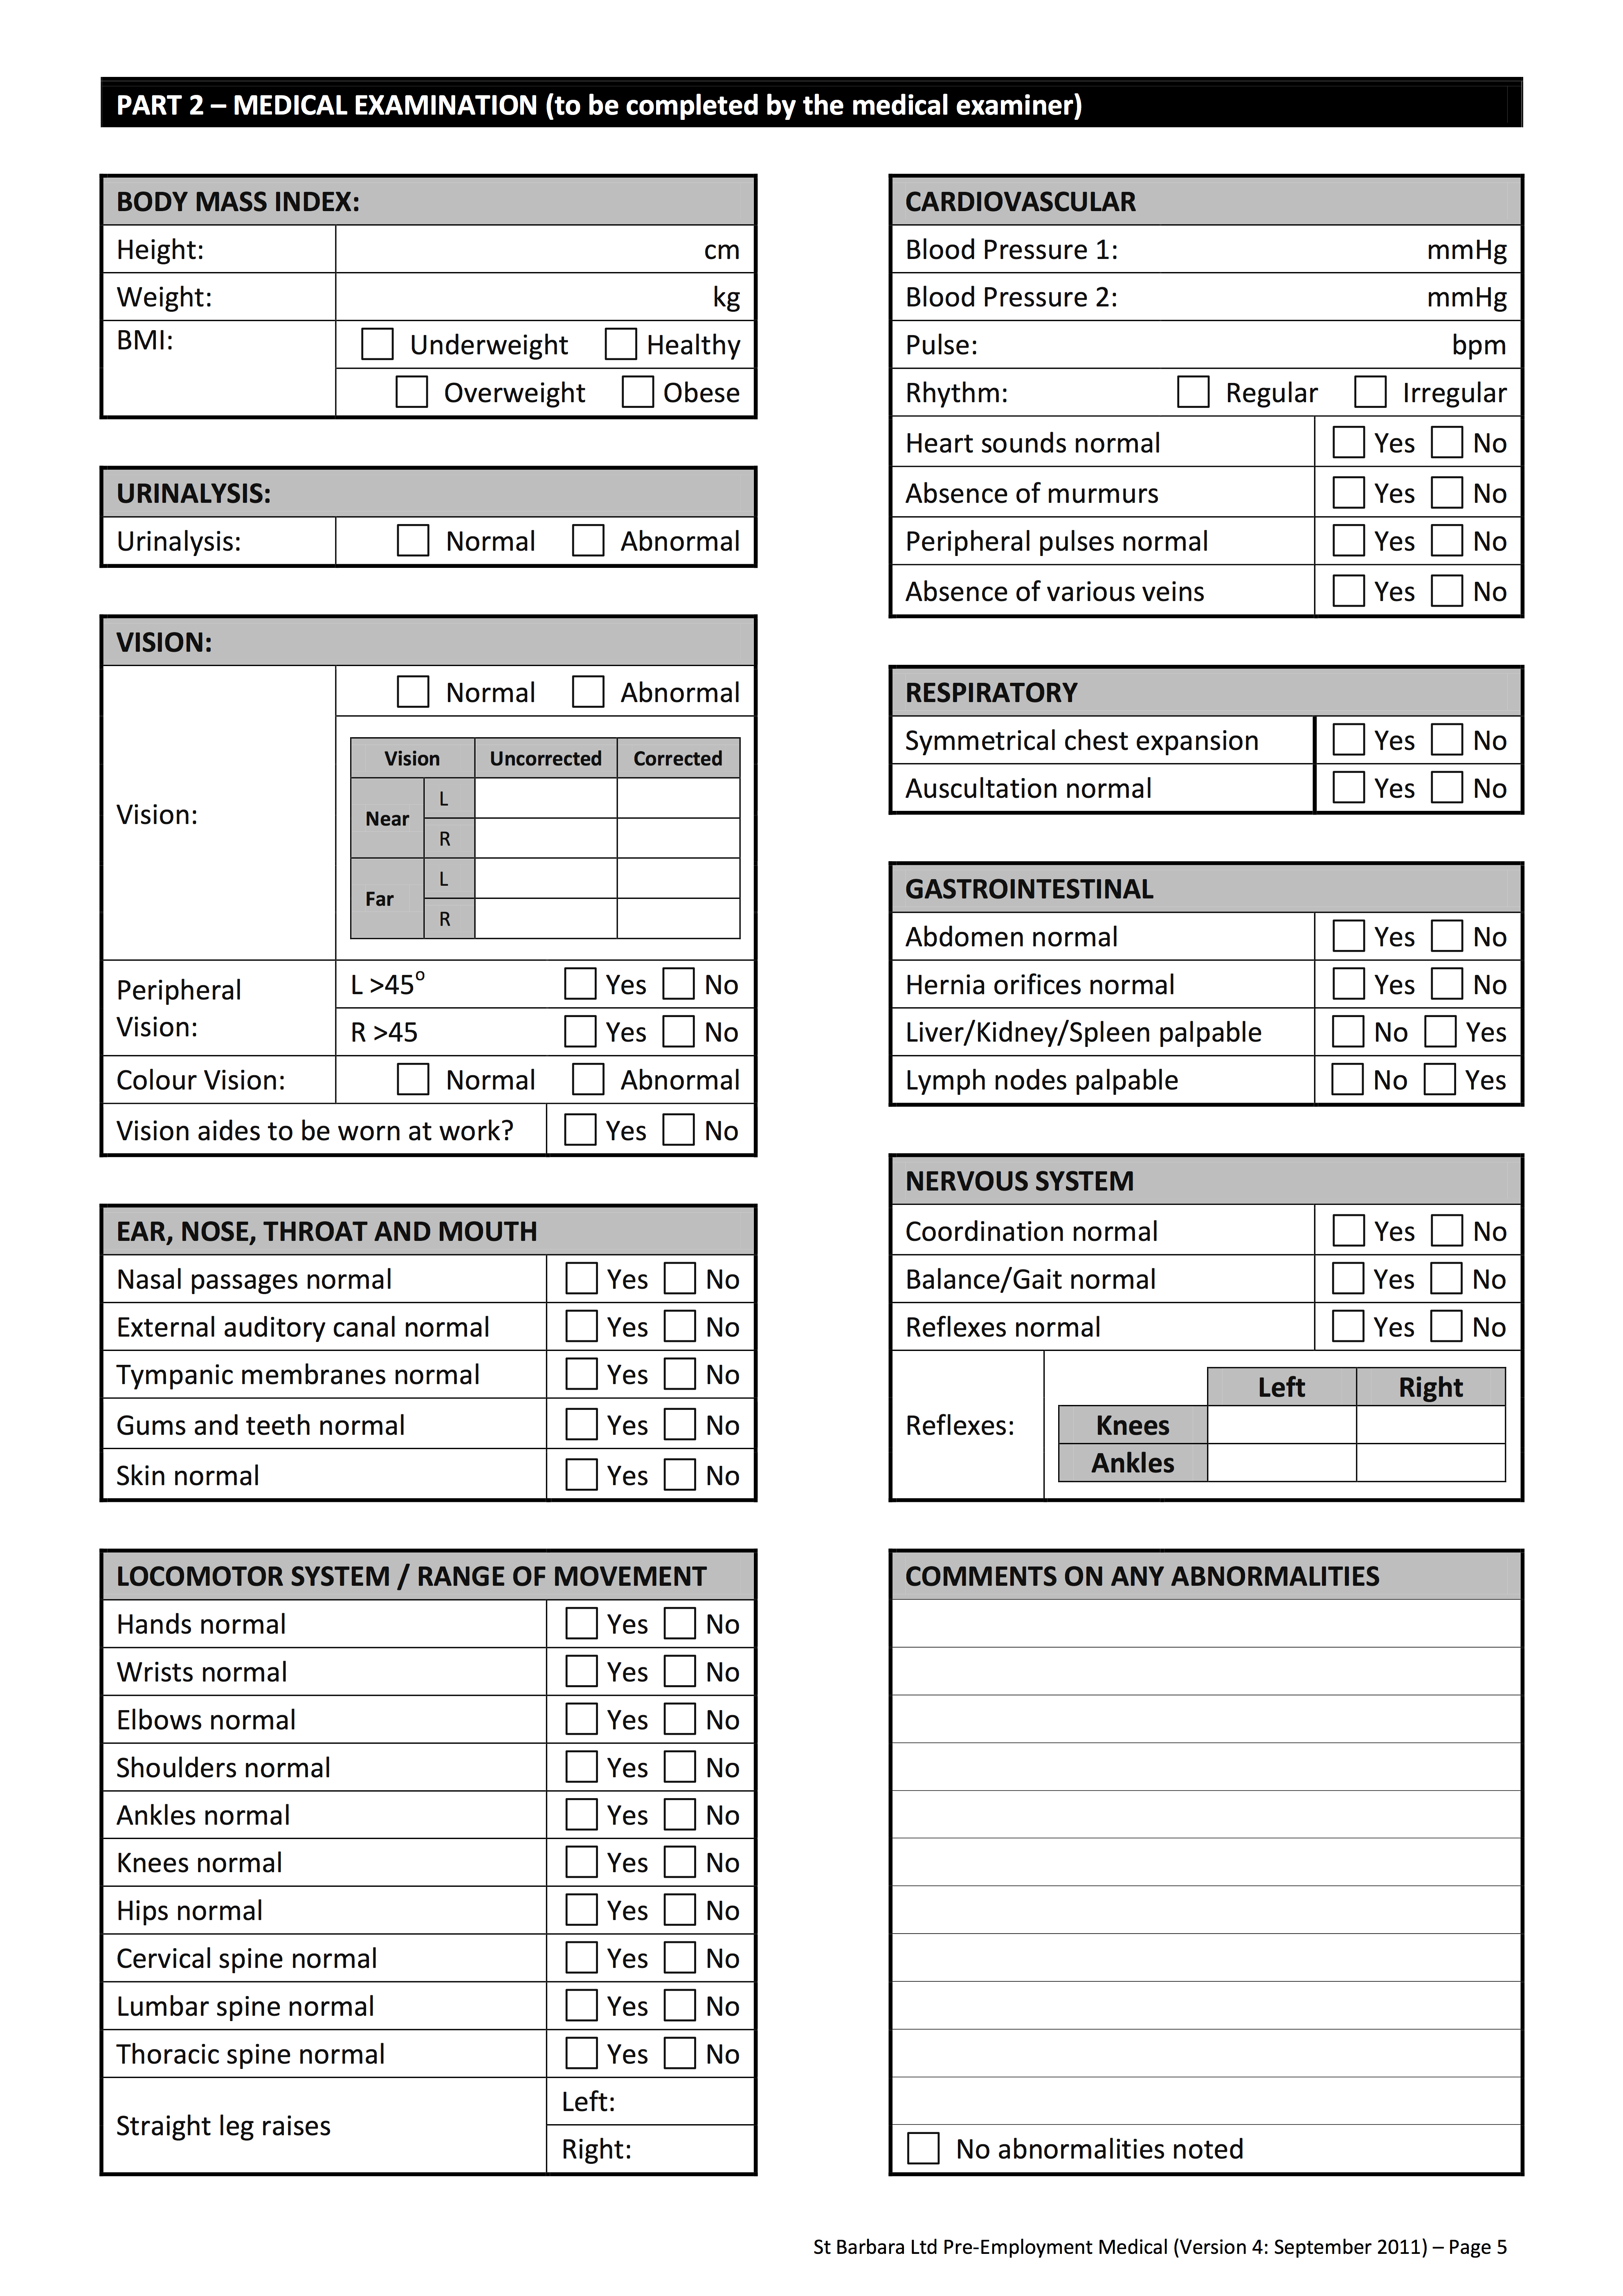 PART 2 – MEDICAL EXAMINATION (to be completed by the medical examiner)
BODY MASS INDEX:
Height: cm
Weight: kg
BMI: Underweight Healthy
Overweight Obese
URINALYSIS:
Urinalysis: Normal Abnormal
VISION:
Normal Abnormal
Vision:
Vision Uncorrected Corrected
Near
L
R
Far
L
R
Peripheral
Vision:
L >45° Yes No
R >45 Yes No
Colour Vision: Normal Abnormal
Vision aides to be worn at work? Yes No
EAR, NOSE, THROAT AND MOUTH
Nasal passages normal Yes No
External auditory canal normal Yes No
Tympanic membranes normal Yes No
Gums and teeth normal Yes No
Skin normal Yes No
LOCOMOTOR SYSTEM / RANGE OF MOVEMENT
Hands normal Yes No
Wrists normal Yes No
Elbows normal Yes No
Shoulders normal Yes No
Ankles normal Yes No
Knees normal Yes No
Hips normal Yes No
Cervical spine normal Yes No
Lumbar spine normal Yes No
Thoracic spine normal Yes No
Straight leg raises
Left:
Right:
CARDIOVASCULAR
Blood Pressure 1: mmHg
Blood Pressure 2: mmHg
Pulse: bpm
Rhythm: Regular Irregular
Heart sounds normal Yes No
Absence of murmurs Yes No
Peripheral pulses normal Yes No
Absence of various veins Yes No
RESPIRATORY
Symmetrical chest expansion Yes No
Auscultation normal Yes No
GASTROINTESTINAL
Abdomen normal Yes No
Hernia orifices normal Yes No
Liver/Kidney/Spleen palpable No Yes
Lymph nodes palpable No Yes
NERVOUS SYSTEM
Coordination normal Yes No
Balance/Gait normal Yes No
Reflexes normal Yes No
Reflexes:
Left Right
Knees
Ankles
COMMENTS ON ANY ABNORMALITIES
No abnormalities noted
St Barbara Ltd Pre-Employment Medical (Version 4: September 2011) – Page 5